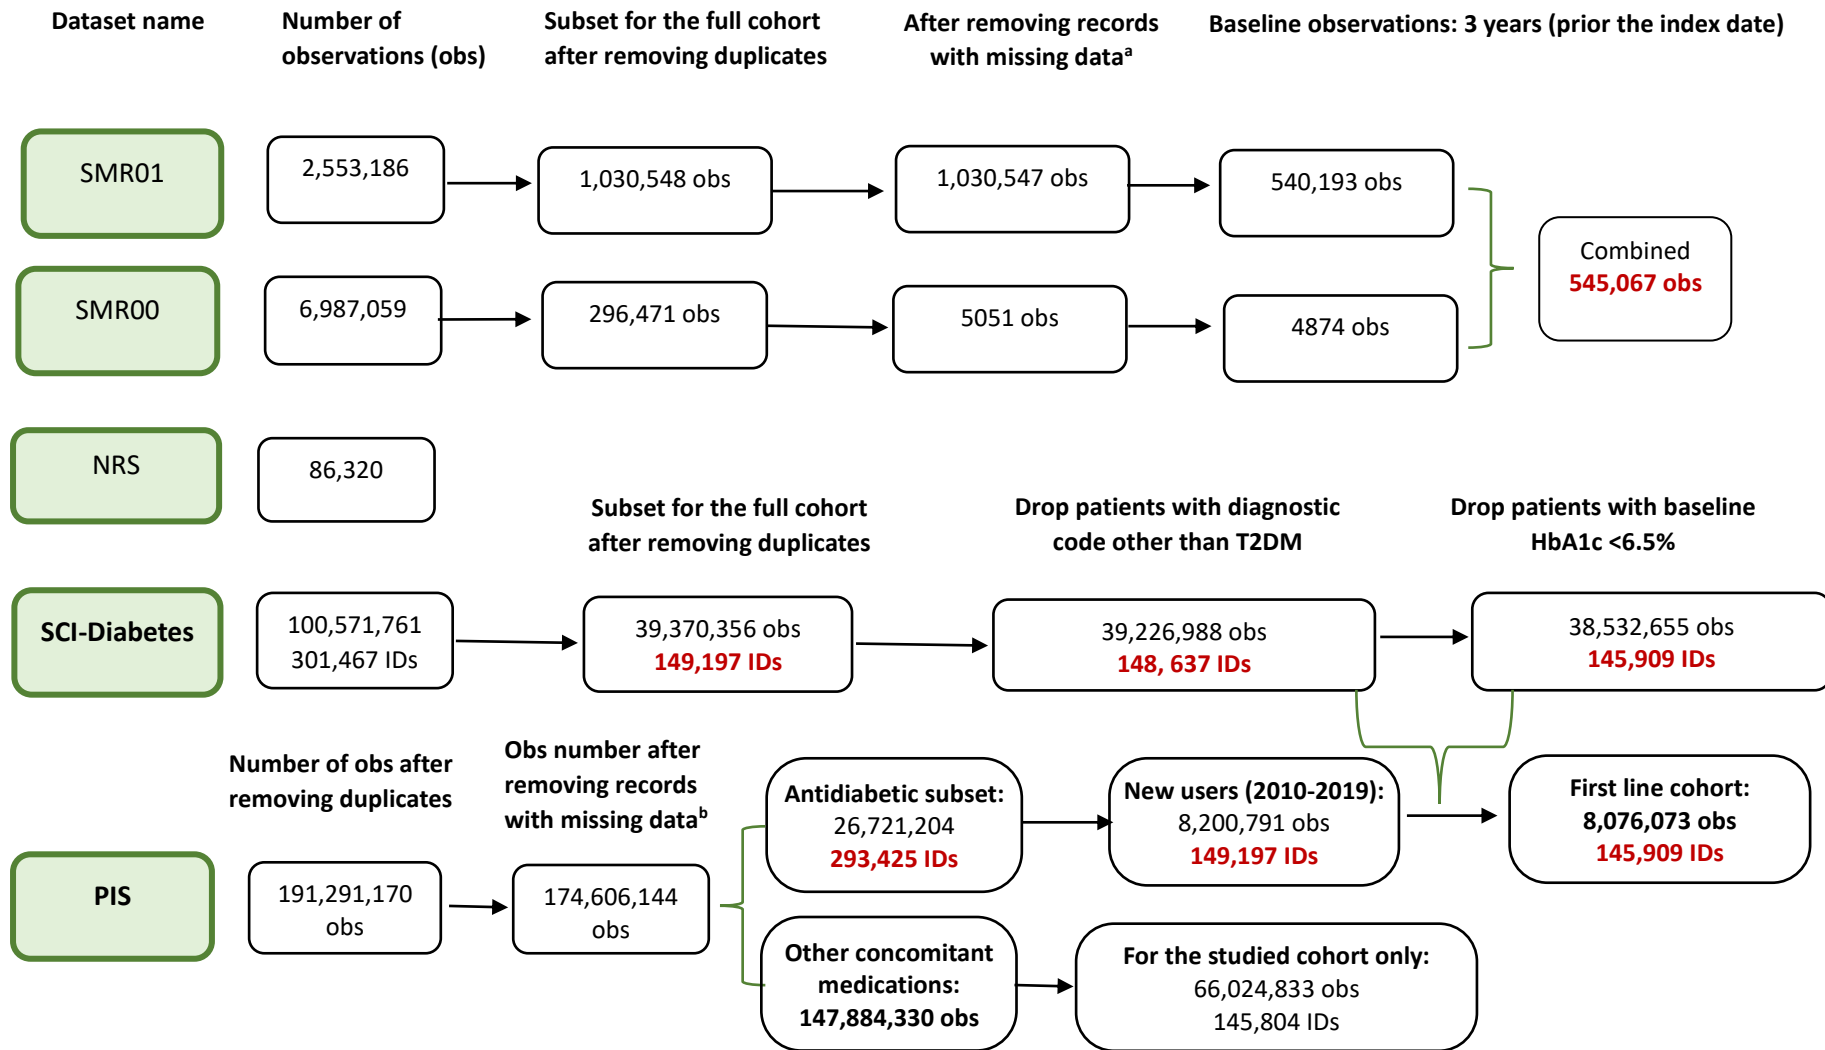 Dataset name
Number of
observations (obs)
Subset for the full cohort
after removing duplicates
After removing records
with missing dataᵃ
Baseline observations: 3 years (prior the index date)
SMR01
2,553,186
1,030,548 obs
1,030,547 obs
540,193 obs
Combined
545,067 obs
SMR00
6,987,059
296,471 obs
5051 obs
4874 obs
NRS
86,320
Subset for the full cohort
after removing duplicates
Drop patients with diagnostic
code other than T2DM
Drop patients with baseline
HbA1c <6.5%
SCI-Diabetes
100,571,761
301,467 IDs
39,370,356 obs
149,197 IDs
39,226,988 obs
148, 637 IDs
38,532,655 obs
145,909 IDs
Number of obs after
removing duplicates
Obs number after
removing records
with missing dataᵇ
PIS
191,291,170
obs
174,606,144
obs
Antidiabetic subset:
26,721,204
293,425 IDs
New users (2010-2019):
8,200,791 obs
149,197 IDs
First line cohort:
8,076,073 obs
145,909 IDs
Other concomitant
medications:
147,884,330 obs
For the studied cohort only:
66,024,833 obs
145,804 IDs